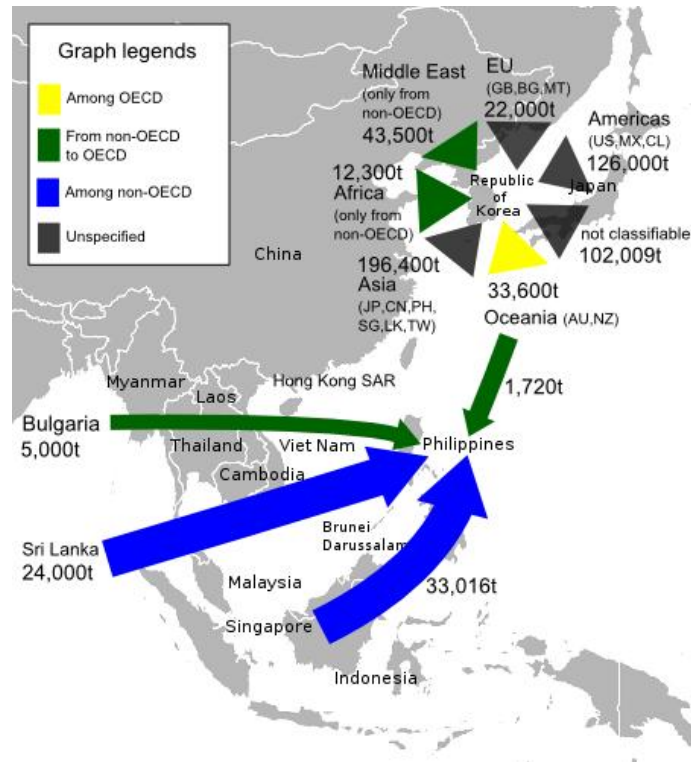 Graph legends
Among OECD
From non-OECD
to OECD
Among non-OECD
Unspecified
Middle East
(only from
non-OECD)
43,500t
EU
(GB,BG,MT)
22,000t
Americas
(US,MX,CL)
126,000t
12,300t
Africa
(only from
non-OECD)
Republic
of
Korea
Japan
not classifiable
102,009t
196,400t
Asia
(JP,CN,PH,
SG,LK,TW)
33,600t
Oceania (AU,NZ)
China
1,720t
Myanmar
Laos
Hong Kong SAR
Bulgaria
5,000t
Thailand
Viet Nam
Philippines
Cambodia
Brunei
Darussalam
Sri Lanka
24,000t
Malaysia
33,016t
Singapore
Indonesia